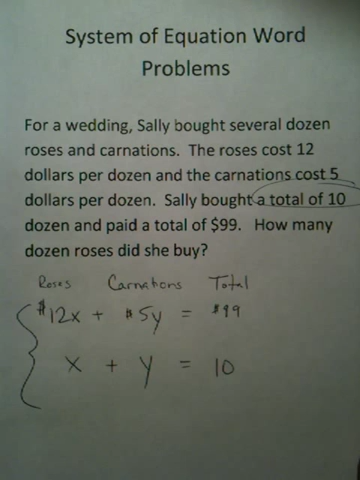 System of Equation Word
Problems
For a wedding, Sally bought several dozen
roses and carnations. The roses cost 12
dollars per dozen and the carnations cost 5
dollars per dozen. Sally bought a total of 10
dozen and paid a total of $99. How many
dozen roses did she buy?
Roses Carnations Total
$12x + $5y = $99
x + y = 10